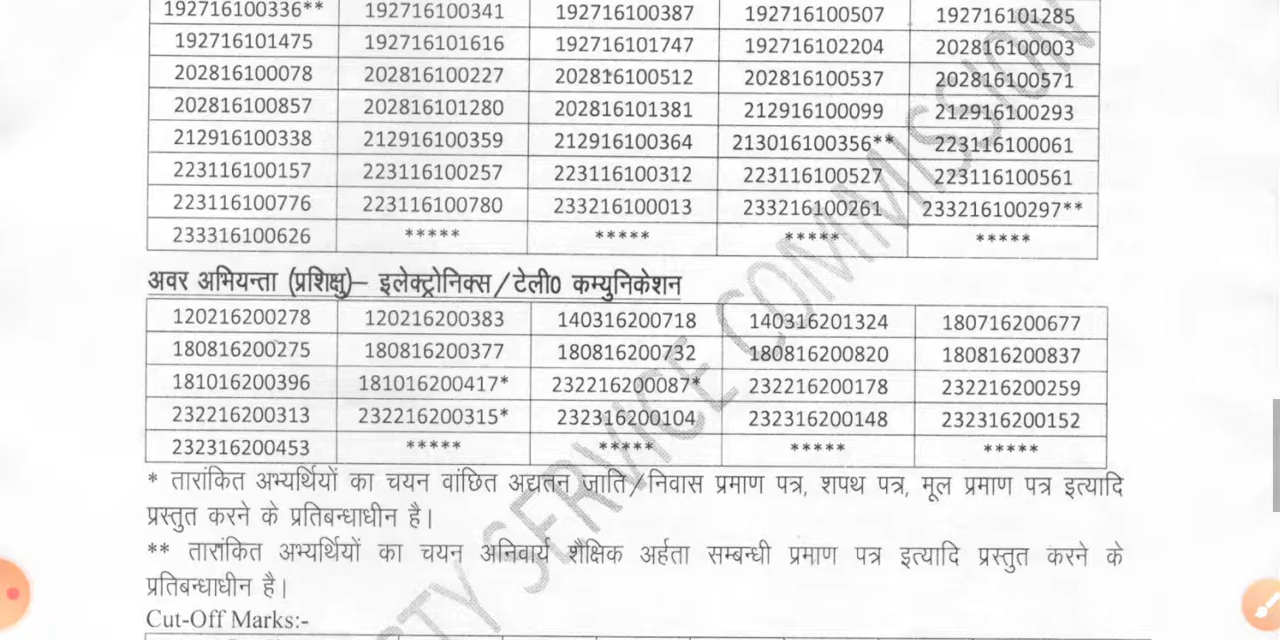 192716100336** 192716100341 192716100387 192716100507 192716101285
192716101475 192716101616 192716101747 192716102204 202816100003
202816100078 202816100227 202816100512 202816100537 202816100571
202816100857 202816101280 202816101381 212916100099 212916100293
212916100338 212916100359 212916100364 213016100356** 223116100061
223116100157 223116100257 223116100312 223116100527 223116100561
223116100776 223116100780 233216100013 233216100261 233216100297**
233316100626 ***** ***** ***** *****
अवर अभियन्ता (प्रशिक्षु)– इलेक्ट्रोनिक्स/टेली0 कम्युनिकेशन
120216200278 120216200383 140316200718 140316201324 180716200677
180816200275 180816200377 180816200732 180816200820 180816200837
181016200396 181016200417* 232216200087* 232216200178 232216200259
232216200313 232216200315* 232316200104 232316200148 232316200152
232316200453 ***** ***** ***** *****
* तारांकित अभ्यर्थियों का चयन वांछित अद्यतन जाति/निवास प्रमाण पत्र, शपथ पत्र, मूल प्रमाण पत्र इत्यादि
प्रस्तुत करने के प्रतिबन्धाधीन है।
** तारांकित अभ्यर्थियों का चयन अनिवार्य शैक्षिक अर्हता सम्बन्धी प्रमाण पत्र इत्यादि प्रस्तुत करने के
प्रतिबन्धाधीन है।
Cut-Off Marks:-
TY SERVICE COMMISSION